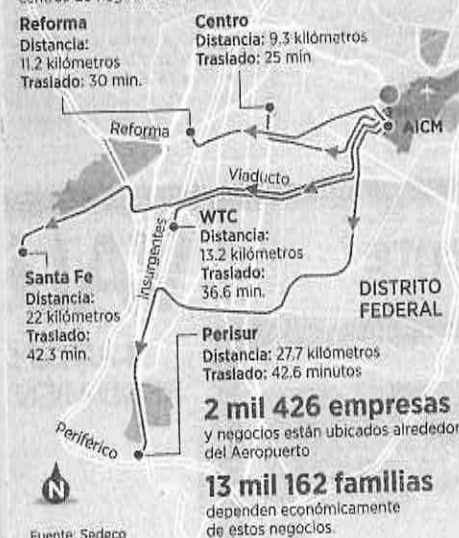 Reforma
Distancia:
11.2 kilómetros
Traslado: 30 min.
Centro
Distancia: 9.3 kilómetros
Traslado: 25 min
Reforma
AICM
Viaducto
Insurgentes
WTC
Distancia:
13.2 kilómetros
Traslado:
36.6 min.
Santa Fe
Distancia:
22 kilómetros
Traslado:
42.3 min.
DISTRITO
FEDERAL
Perisur
Distancia: 27.7 kilómetros
Traslado: 42.6 minutos
Periférico
N
2 mil 426 empresas
y negocios están ubicados alrededor
del Aeropuerto
13 mil 162 familias
dependen económicamente
de estos negocios.
Fuente: Sedeco